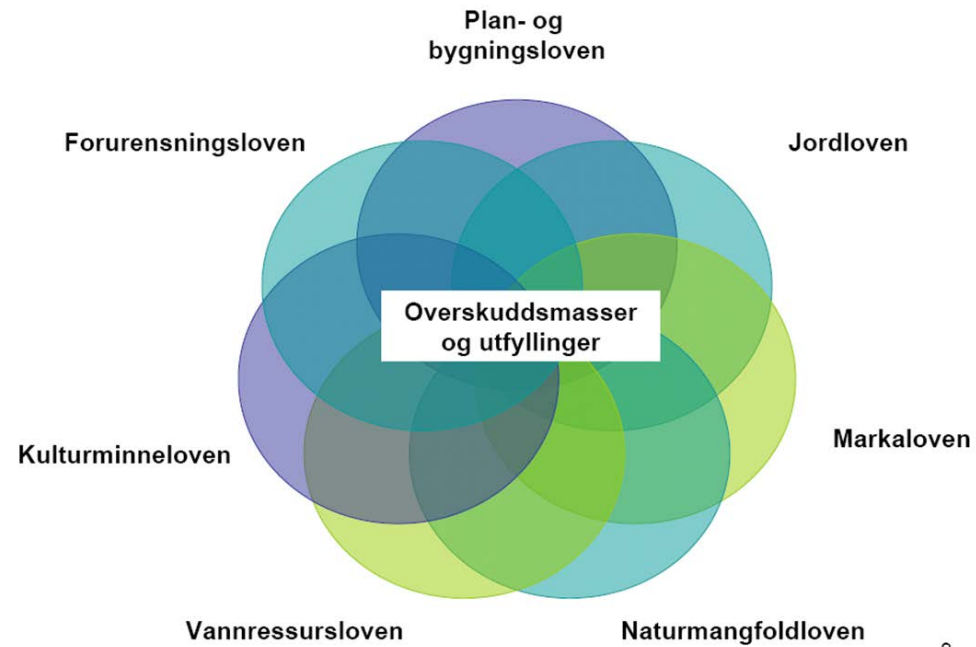 Plan- og
bygningsloven
Forurensningsloven
Jordloven
Overskuddsmasser
og utfyllinger
Kulturminneloven
Markaloven
Vannressursloven
Naturmangfoldloven